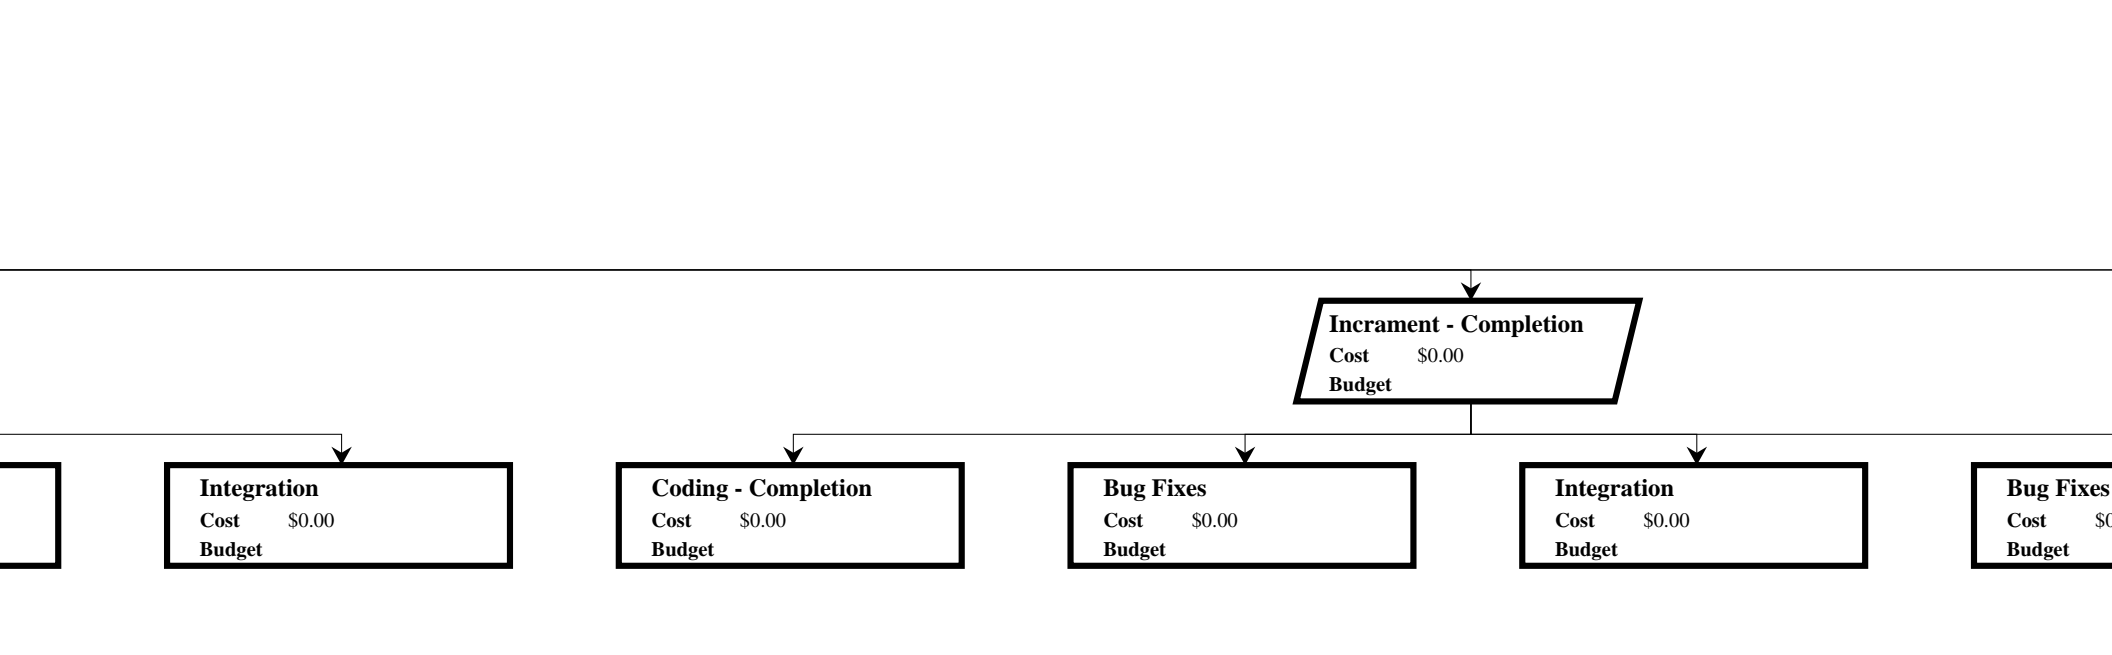 Incrament - Completion
Cost $0.00
Budget
Integration
Cost $0.00
Budget
Coding - Completion
Cost $0.00
Budget
Bug Fixes
Cost $0.00
Budget
Integration
Cost $0.00
Budget
Bug Fixes
Cost $0
Budget